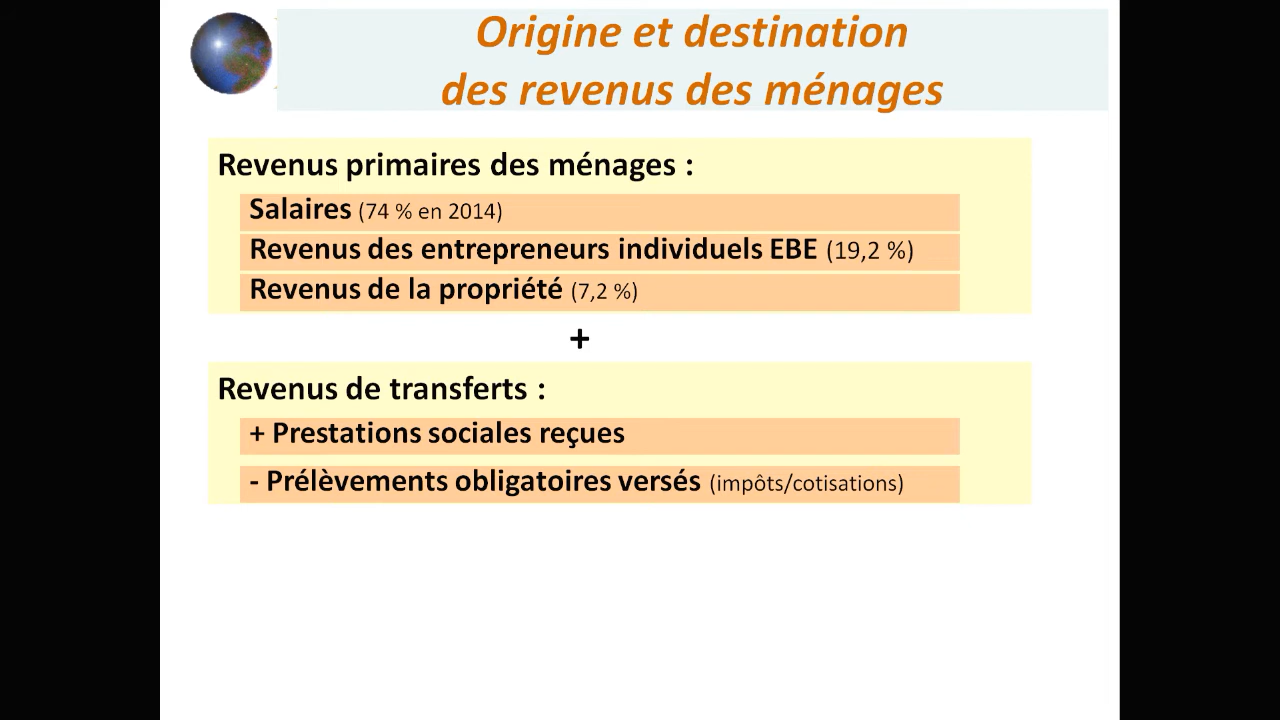 Origine et destination
des revenus des ménages
Revenus primaires des ménages :
Salaires (74 % en 2014)
Revenus des entrepreneurs individuels EBE (19,2 %)
Revenus de la propriété (7,2 %)
+
Revenus de transferts :
+ Prestations sociales reçues
- Prélèvements obligatoires versés (impôts/cotisations)